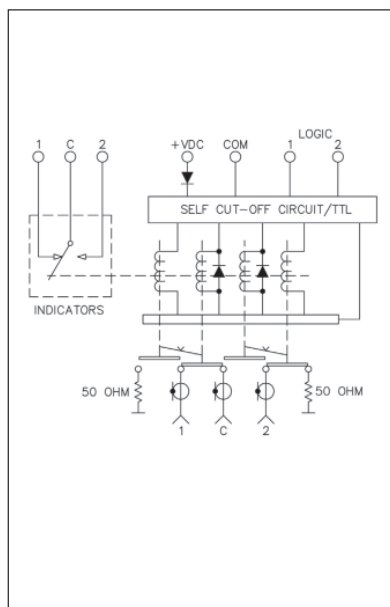 LOGIC
1 C 2 +VDC COM 1 2
SELF CUT-OFF CIRCUIT/TTL
INDICATORS
50 OHM 50 OHM
1 C 2